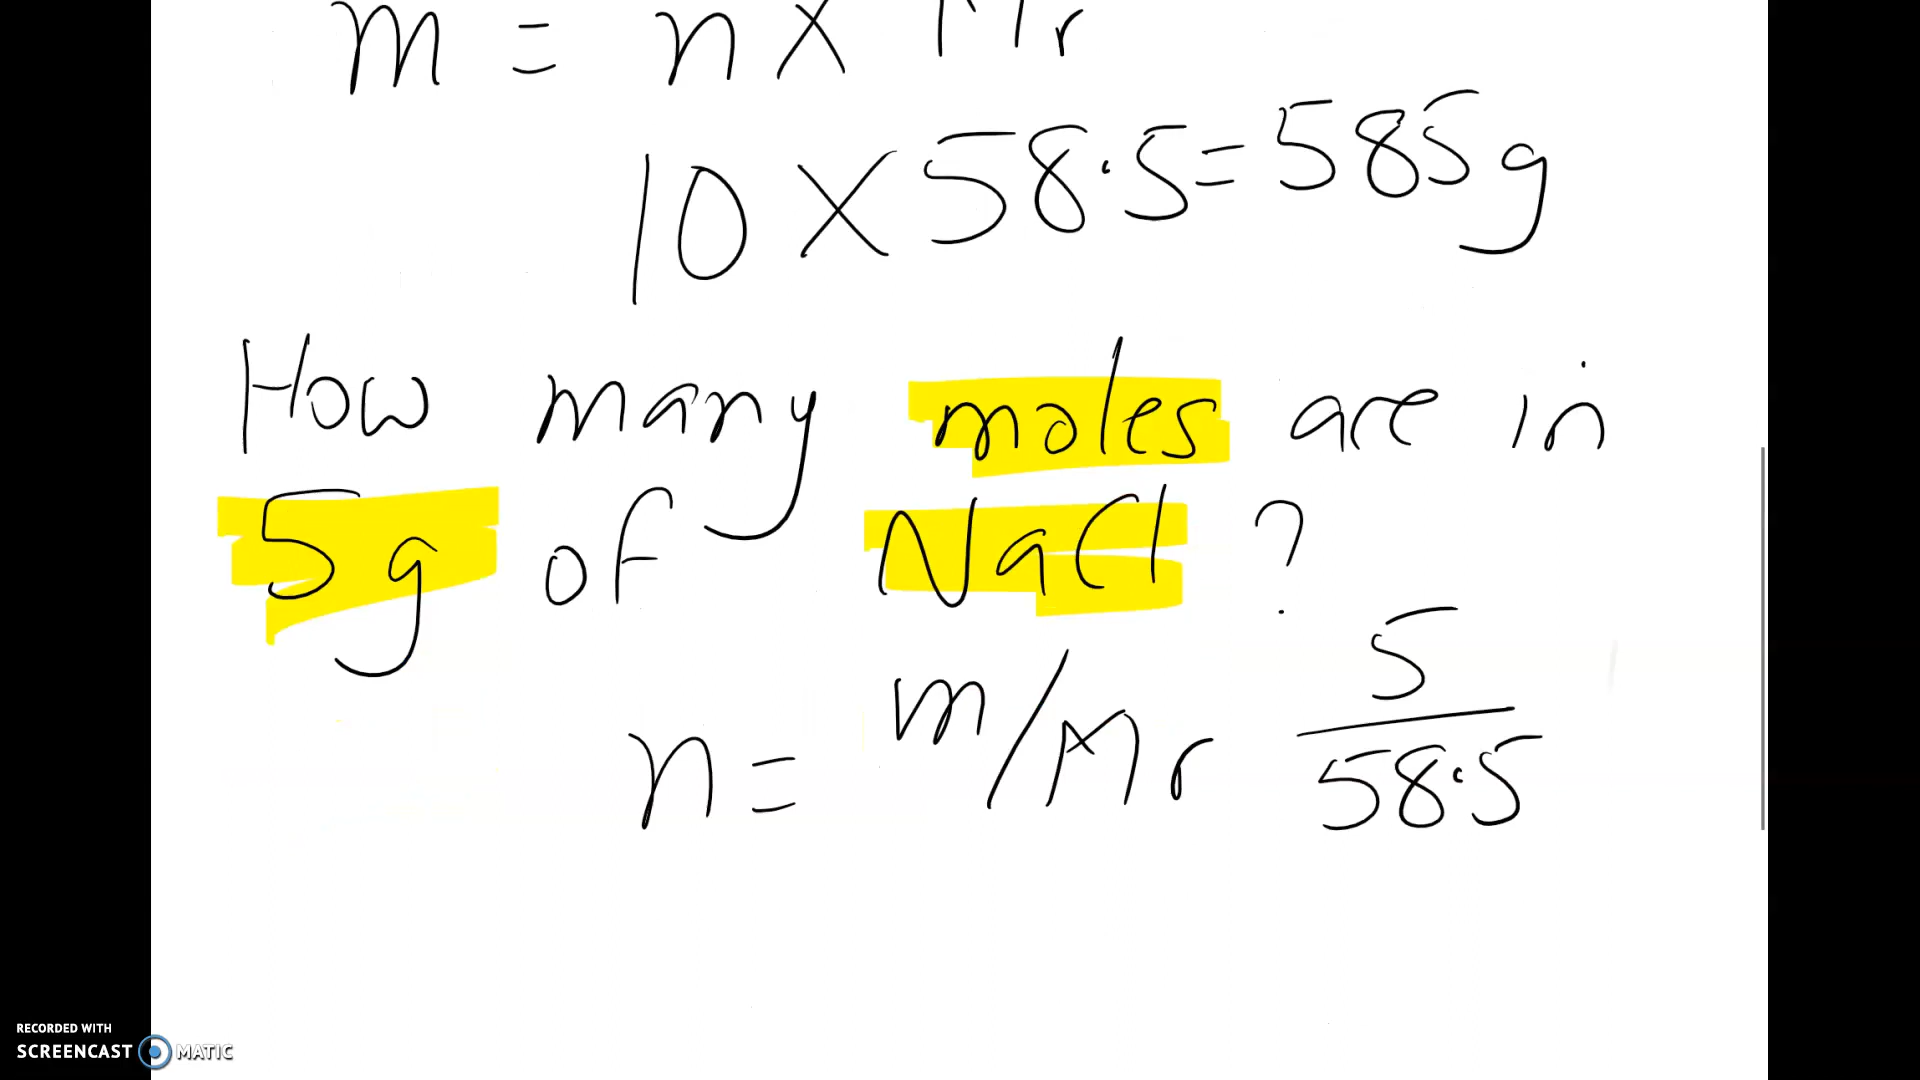 m = n x Mr
10 x 58.5 = 585g
How many moles are in
5g of NaCl ?
n = m/Mr 5/58.5
RECORDED WITH
SCREENCAST MATIC